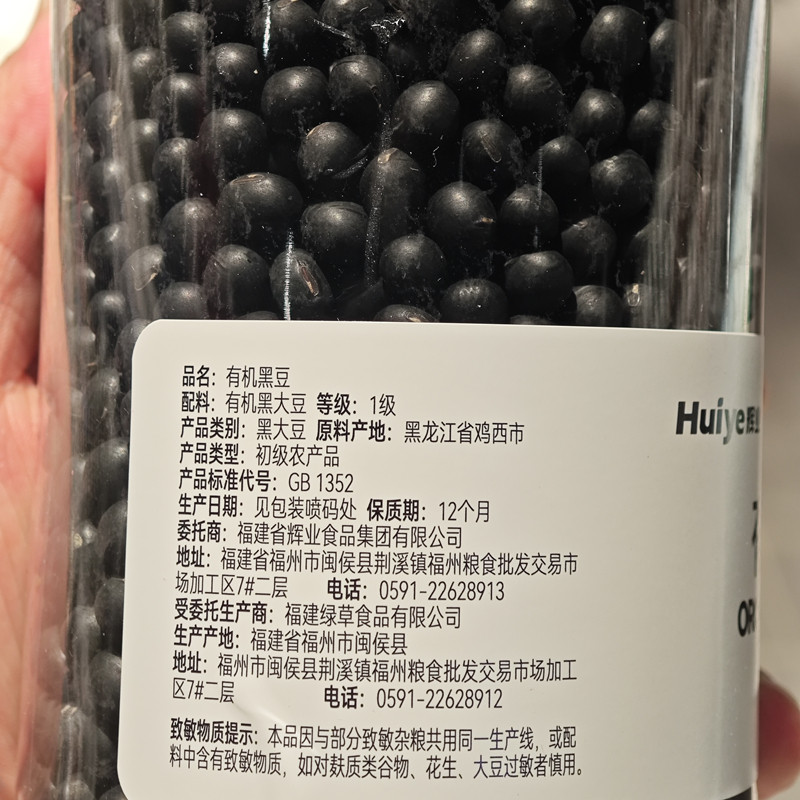 品名：有机黑豆
配料：有机黑大豆 等级：1级
产品类别：黑大豆 原料产地：黑龙江省鸡西市
产品类型：初级农产品
产品标准代号：GB 1352
生产日期：见包装喷码处 保质期：12个月
委托商：福建省辉业食品集团有限公司
地址：福建省福州市闽侯县荆溪镇福州粮食批发交易市
场加工区7#二层 电话：0591-22628913
受委托生产商：福建绿草食品有限公司
生产产地：福建省福州市闽侯县
地址：福州市闽侯县荆溪镇福州粮食批发交易市场加工
区7#二层 电话：0591-22628912
致敏物质提示：本品因与部分致敏杂粮共用同一生产线，或配
料中含有致敏物质，如对麸质类谷物、花生、大豆过敏者慎用。
Huiye辉业